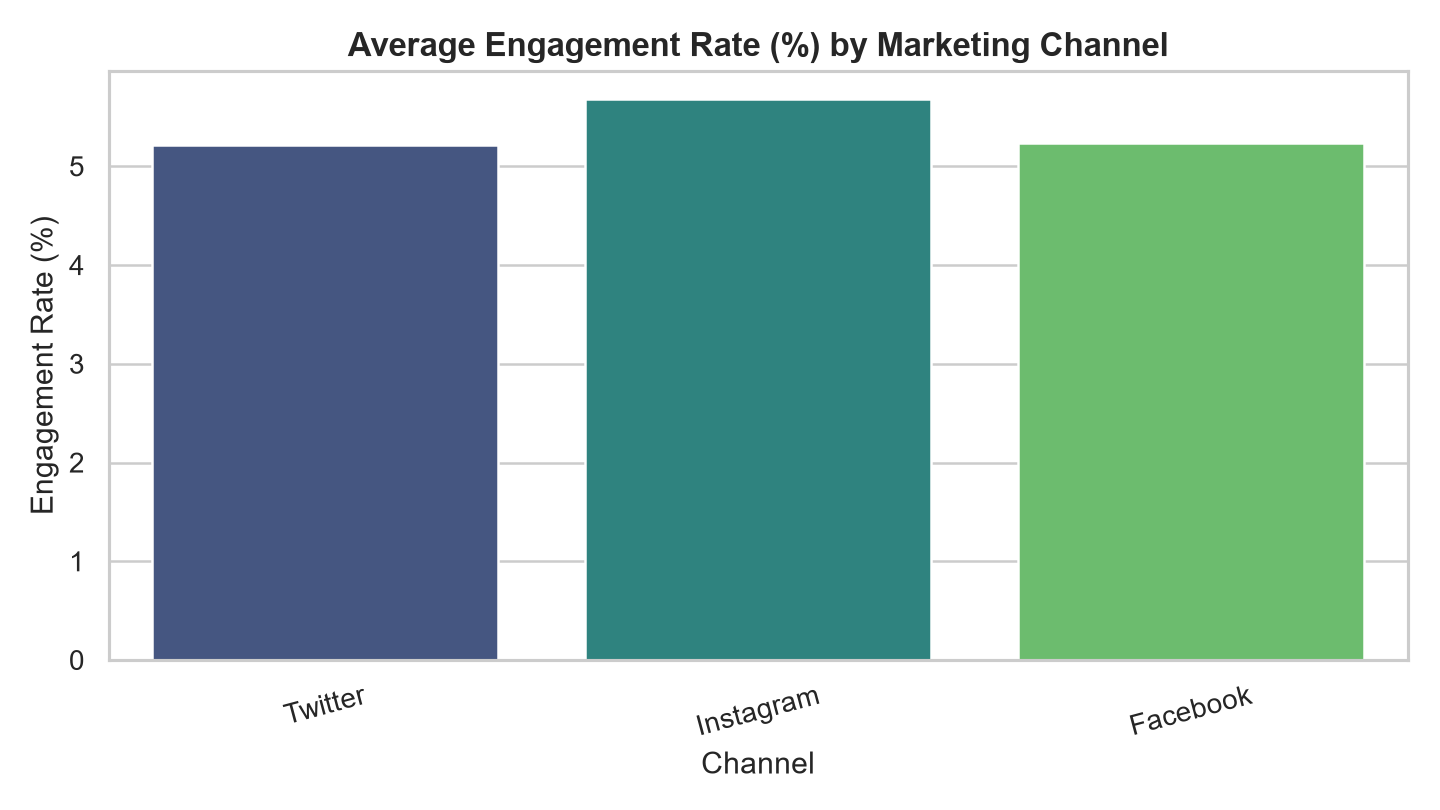 Average Engagement Rate (%) by Marketing Channel
Engagement Rate (%)
5
4
3
2
1
0
Twitter
Instagram
Facebook
Channel